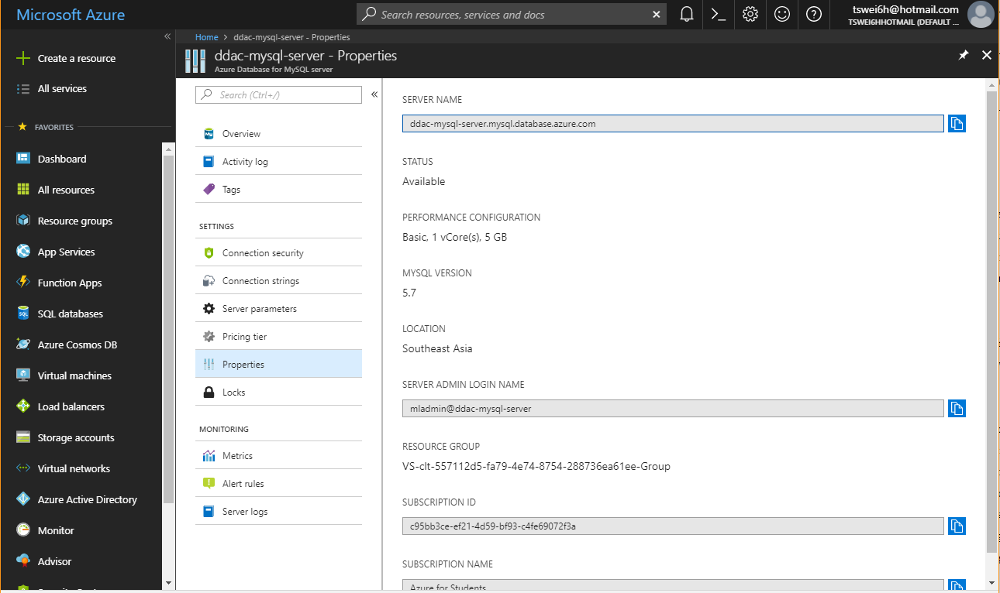 Microsoft Azure
Search resources, services and docs
tswei6h@hotmail.com
TSWEI6HHOTMAIL (DEFAULT ...
Home > ddac-mysql-server - Properties
ddac-mysql-server - Properties
Azure Database for MySQL server
Create a resource
All services
FAVORITES
Dashboard
All resources
Resource groups
App Services
Function Apps
SQL databases
Azure Cosmos DB
Virtual machines
Load balancers
Storage accounts
Virtual networks
Azure Active Directory
Monitor
Advisor
Search (Ctrl+/)
Overview
Activity log
Tags
SETTINGS
Connection security
Connection strings
Server parameters
Pricing tier
Properties
Locks
MONITORING
Metrics
Alert rules
Server logs
SERVER NAME
ddac-mysql-server.mysql.database.azure.com
STATUS
Available
PERFORMANCE CONFIGURATION
Basic, 1 vCore(s), 5 GB
MYSQL VERSION
5.7
LOCATION
Southeast Asia
SERVER ADMIN LOGIN NAME
mladmin@ddac-mysql-server
RESOURCE GROUP
VS-clt-557112d5-fa79-4e74-8754-288736ea61ee-Group
SUBSCRIPTION ID
c95bb3ce-ef21-4d59-bf93-c4fe69072f3a
SUBSCRIPTION NAME
Azure for Students